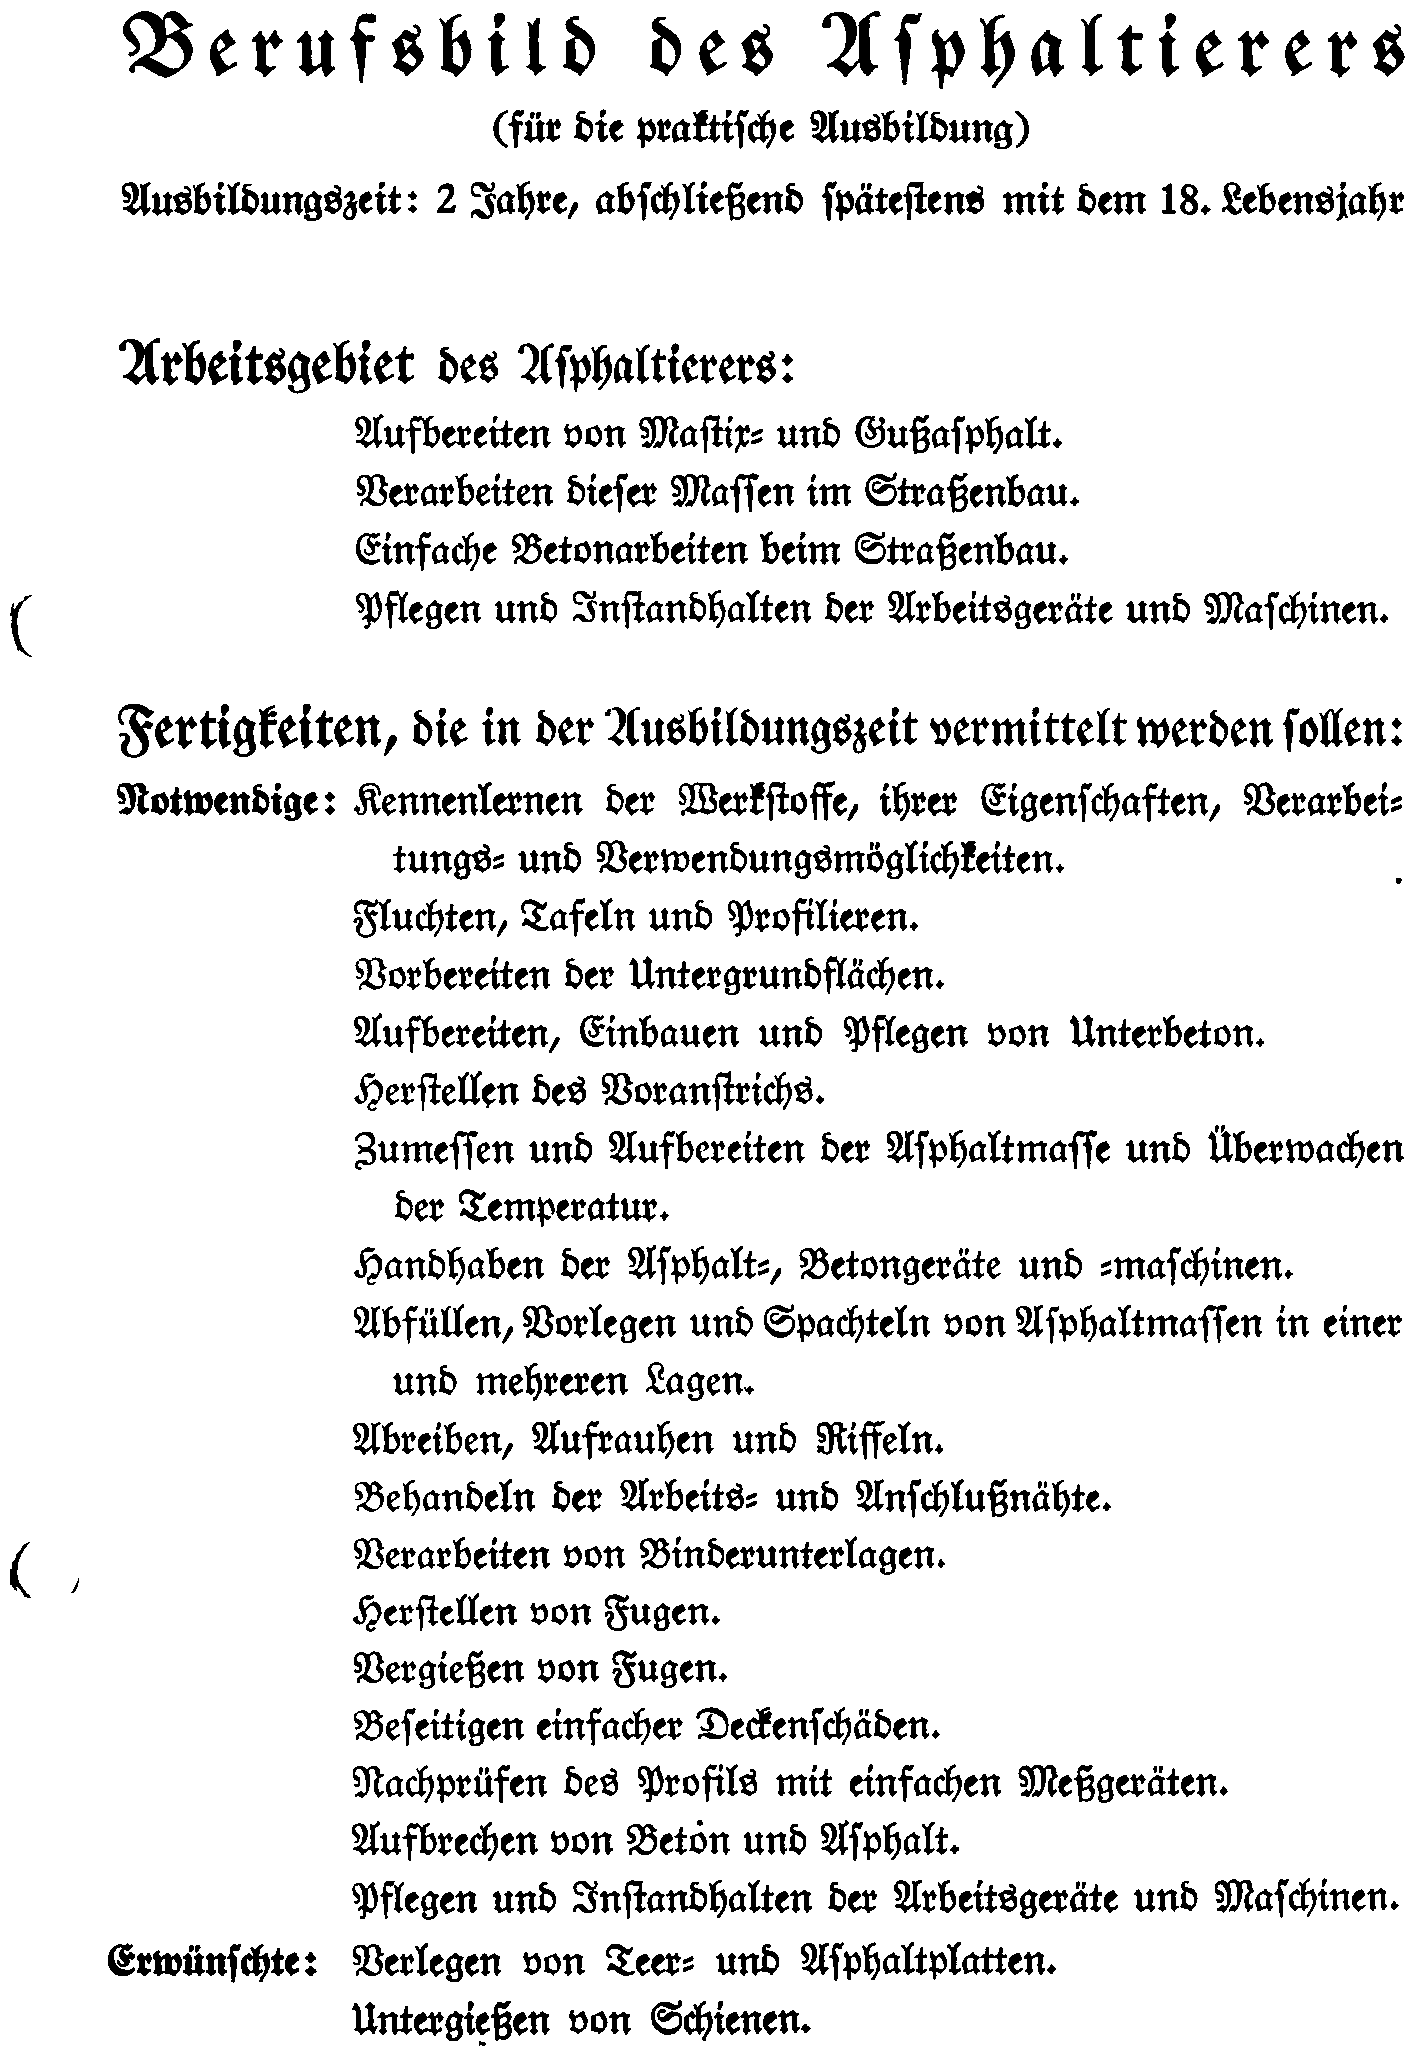 Berufsbild des Asphaltierers
(für die praktische Ausbildung)
Ausbildungszeit: 2 Jahre, abschließend spätestens mit dem 18. Lebensjahr
Arbeitsgebiet des Asphaltierers:
Aufbereiten von Mastix- und Gußasphalt.
Verarbeiten dieser Massen im Straßenbau.
Einfache Betonarbeiten beim Straßenbau.
Pflegen und Instandhalten der Arbeitsgeräte und Maschinen.
Fertigkeiten, die in der Ausbildungszeit vermittelt werden sollen:
Notwendige: Kennenlernen der Werkstoffe, ihrer Eigenschaften, Verarbei-
tungs- und Verwendungsmöglichkeiten.
Fluchten, Tafeln und Profilieren.
Vorbereiten der Untergrundflächen.
Aufbereiten, Einbauen und Pflegen von Unterbeton.
Herstellen des Voranstrichs.
Zumessen und Aufbereiten der Asphaltmasse und Überwachen
der Temperatur.
Handhaben der Asphalt-, Betongeräte und -maschinen.
Abfüllen, Vorlegen und Spachteln von Asphaltmassen in einer
und mehreren Lagen.
Abreiben, Aufrauhen und Riffeln.
Behandeln der Arbeits- und Anschlußnähte.
Verarbeiten von Binderunterlagen.
Herstellen von Fugen.
Vergießen von Fugen.
Beseitigen einfacher Deckenschäden.
Nachprüfen des Profils mit einfachen Meßgeräten.
Aufbrechen von Beton und Asphalt.
Pflegen und Instandhalten der Arbeitsgeräte und Maschinen.
Erwünschte: Verlegen von Teer- und Asphaltplatten.
Untergießen von Schienen.